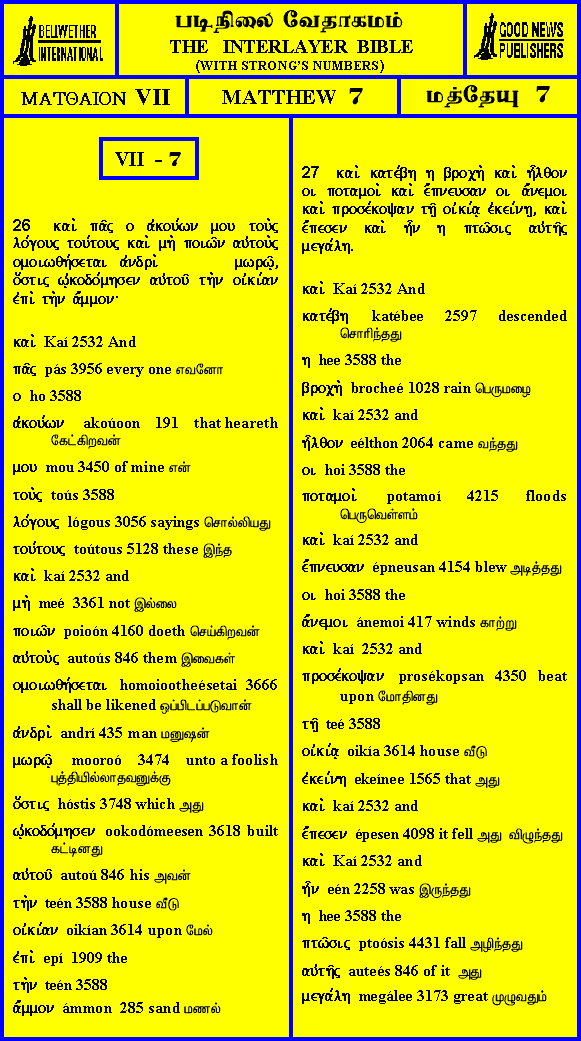 BELLWETHER
INTERNATIONAL
படிநிலை வேதாகமம்
THE INTERLAYER BIBLE
(WITH STRONG'S NUMBERS)
GOOD NEWS
PUBLISHERS
ΜΑΤΘΑΙΟΝ VII
MATTHEW 7
மத்தேயு 7
VII - 7
26 καὶ πᾶς ο ἀκούων μου τοὺς
λόγους τούτους καὶ μὴ ποιῶν αὐτοὺς
ομοιωθήσεται ἀνδρὶ μωρῷ,
ὅστις ᾠκοδόμησεν αὐτοῦ τὴν οἰκίαν
ἐπὶ τὴν ἄμμον·
καὶ Kaí 2532 And
πᾶς pás 3956 every one எவனோ
ο ho 3588
ἀκούων akoúoon 191 that heareth
கேட்கிறவன்
μου mou 3450 of mine என்
τοὺς toús 3588
λόγους lógous 3056 sayings சொல்லியது
τούτους toútous 5128 these இந்த
καὶ kaí 2532 and
μὴ meé 3361 not இல்லை
ποιῶν poioón 4160 doeth செய்கிறவன்
αὐτοὺς autoús 846 them இவைகள்
ομοιωθήσεται homoiootheésetai 3666
shall be likened ஒப்பிடப்படுவான்
ἀνδρὶ andrí 435 man மனுஷன்
μωρῷ mooroó 3474 unto a foolish
புத்தியில்லாதவனுக்கு
ὅστις hóstis 3748 which அது
ᾠκοδόμησεν ookodómeesen 3618 built
கட்டினது
αὐτοῦ autoú 846 his அவன்
τὴν teén 3588 house வீடு
οἰκίαν oikían 3614 upon மேல்
ἐπὶ epí 1909 the
τὴν teén 3588
ἄμμον ámmon 285 sand மணல்
27 καὶ κατέβη η βροχὴ καὶ ἦλθον
οι ποταμοὶ καὶ ἔπνευσαν οι ἄνεμοι
καὶ προσέκοψαν τῇ οἰκίᾳ ἐκείνῃ, καὶ
ἔπεσεν καὶ ἦν η πτῶσις αὐτῆς
μεγάλη.
καὶ Kaí 2532 And
κατέβη katébee 2597 descended
சொரிந்தது
η hee 3588 the
βροχὴ brocheé 1028 rain பெருமழை
καὶ kaí 2532 and
ἦλθον eélthon 2064 came வந்தது
οι hoi 3588 the
ποταμοὶ potamoí 4215 floods
பெருவெள்ளம்
καὶ kaí 2532 and
ἔπνευσαν épneusan 4154 blew அடித்தது
οι hoi 3588 the
ἄνεμοι ánemoi 417 winds காற்று
καὶ kaí 2532 and
προσέκοψαν prosékopsan 4350 beat
upon மோதினது
τῇ teé 3588
οἰκίᾳ oikía 3614 house வீடு
ἐκείνῃ ekeínee 1565 that அது
καὶ kaí 2532 and
ἔπεσεν épesen 4098 it fell அது விழுந்தது
καὶ Kaí 2532 and
ἦν eén 2258 was இருந்தது
η hee 3588 the
πτῶσις ptoósis 4431 fall அழிந்தது
αὐτῆς auteés 846 of it அது
μεγάλη megálee 3173 great முழுவதும்